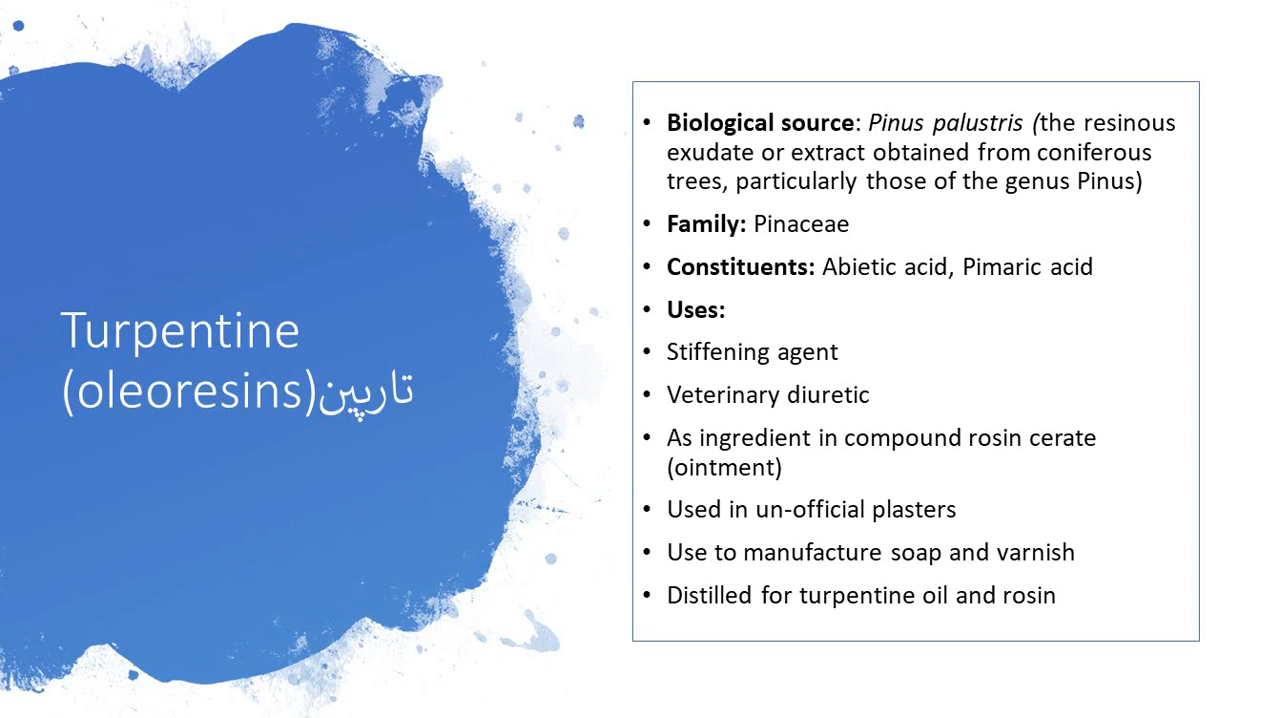 Turpentine
(oleoresins)تارپین
• Biological source: Pinus palustris (the resinous
exudate or extract obtained from coniferous
trees, particularly those of the genus Pinus)
• Family: Pinaceae
• Constituents: Abietic acid, Pimaric acid
• Uses:
• Stiffening agent
• Veterinary diuretic
• As ingredient in compound rosin cerate
(ointment)
• Used in un-official plasters
• Use to manufacture soap and varnish
• Distilled for turpentine oil and rosin